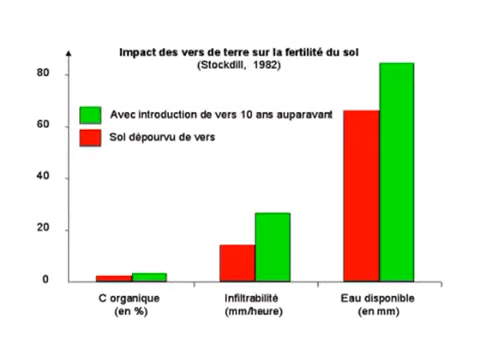 Impact des vers de terre sur la fertilité du sol
(Stockdill, 1982)
80
Avec introduction de vers 10 ans auparavant
60
Sol dépourvu de vers
40
20
0
C organique
(en %)
Infiltrabilité
(mm/heure)
Eau disponible
(en mm)